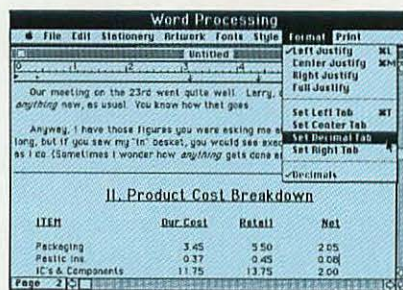 Word Processing
File Edit Stationery Artwork Fonts Style Format Print
Untitled
Left Justify ⌘L
Center Justify ⌘M
Right Justify
Full Justify
Set Left Tab ⌘T
Set Center Tab
Set Decimal Tab
Set Right Tab
Decimals
Our meeting on the 23rd went quite well. Larry,
anything new, as usual. You know how that goes
Anyway, I have those figures you were asking me
long, but if you saw my "In" basket, you would see
as I do (Sometimes I wonder how anything gets done
II. Product Cost Breakdown
ITEM Our Cost Retail Net
Packaging 3.45 5.50 2.05
Pastic Ins. 0.37 0.45 0.08
IC's & Components 11.75 13.75 2.00
Page 2